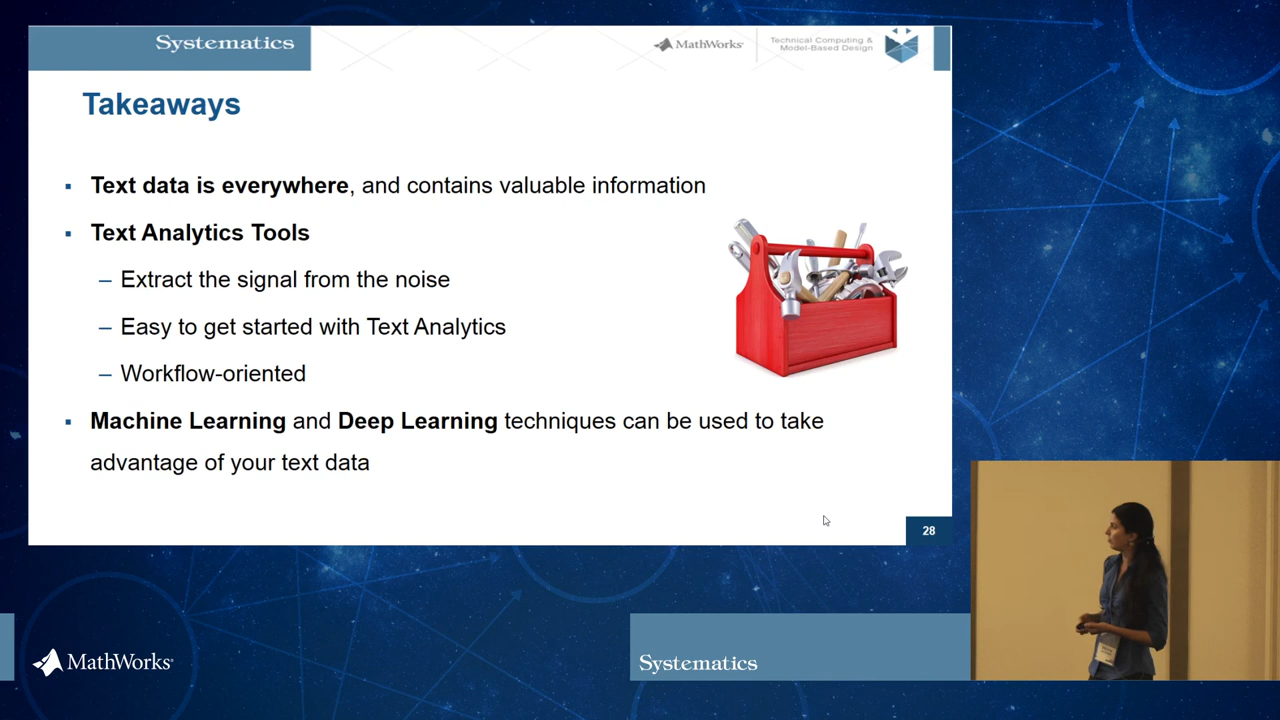 Systematics
MathWorks®
Technical Computing &
Model-Based Design
Takeaways
▪ Text data is everywhere, and contains valuable information
▪ Text Analytics Tools
– Extract the signal from the noise
– Easy to get started with Text Analytics
– Workflow-oriented
▪ Machine Learning and Deep Learning techniques can be used to take
advantage of your text data
28
MathWorks®
Systematics